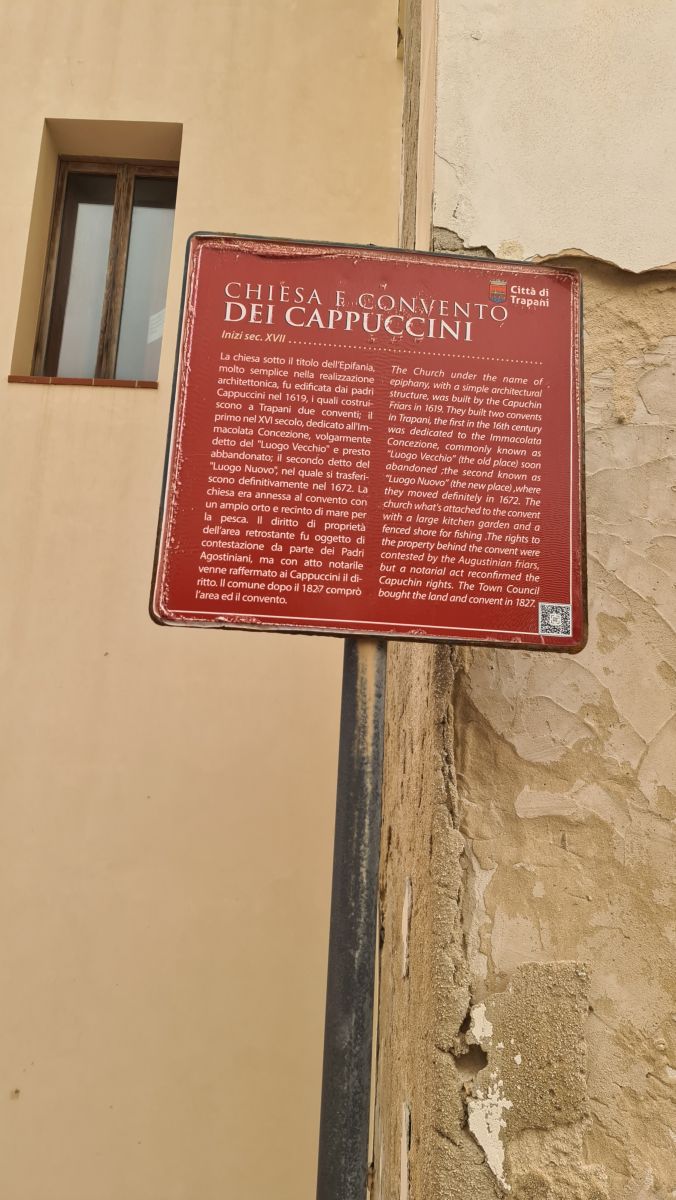 Città di
Trapani
CHIESA E CONVENTO
DEI CAPPUCCINI
Inizi sec. XVII
La chiesa sotto il titolo dell'Epifania,
molto semplice nella realizzazione
architettonica, fu edificata dai padri
Cappuccini nel 1619, i quali costrui-
scono a Trapani due conventi; il
primo nel XVI secolo, dedicato all'Im-
macolata Concezione, volgarmente
detto del "Luogo Vecchio" e presto
abbandonato; il secondo detto del
"Luogo Nuovo", nel quale si trasferi-
scono definitivamente nel 1672. La
chiesa era annessa al convento con
un ampio orto e recinto di mare per
la pesca. Il diritto di proprietà
dell'area retrostante fu oggetto di
contestazione da parte dei Padri
Agostiniani, ma con atto notarile
venne raffermato ai Cappuccini il di-
ritto. Il comune dopo il 1827 comprò
l'area ed il convento.
The Church under the name of
epiphany, with a simple architectural
structure, was built by the Capuchin
Friars in 1619. They built two convents
in Trapani, the first in the 16th century
was dedicated to the Immacolata
Concezione, commonly known as
"Luogo Vecchio" (the old place) soon
abandoned ;the second known as
"Luogo Nuovo" (the new place) ,where
they moved definitely in 1672. The
church what's attached to the convent
with a large kitchen garden and a
fenced shore for fishing .The rights to
the property behind the convent were
contested by the Augustinian friars,
but a notarial act reconfirmed the
Capuchin rights. The Town Council
bought the land and convent in 1827.